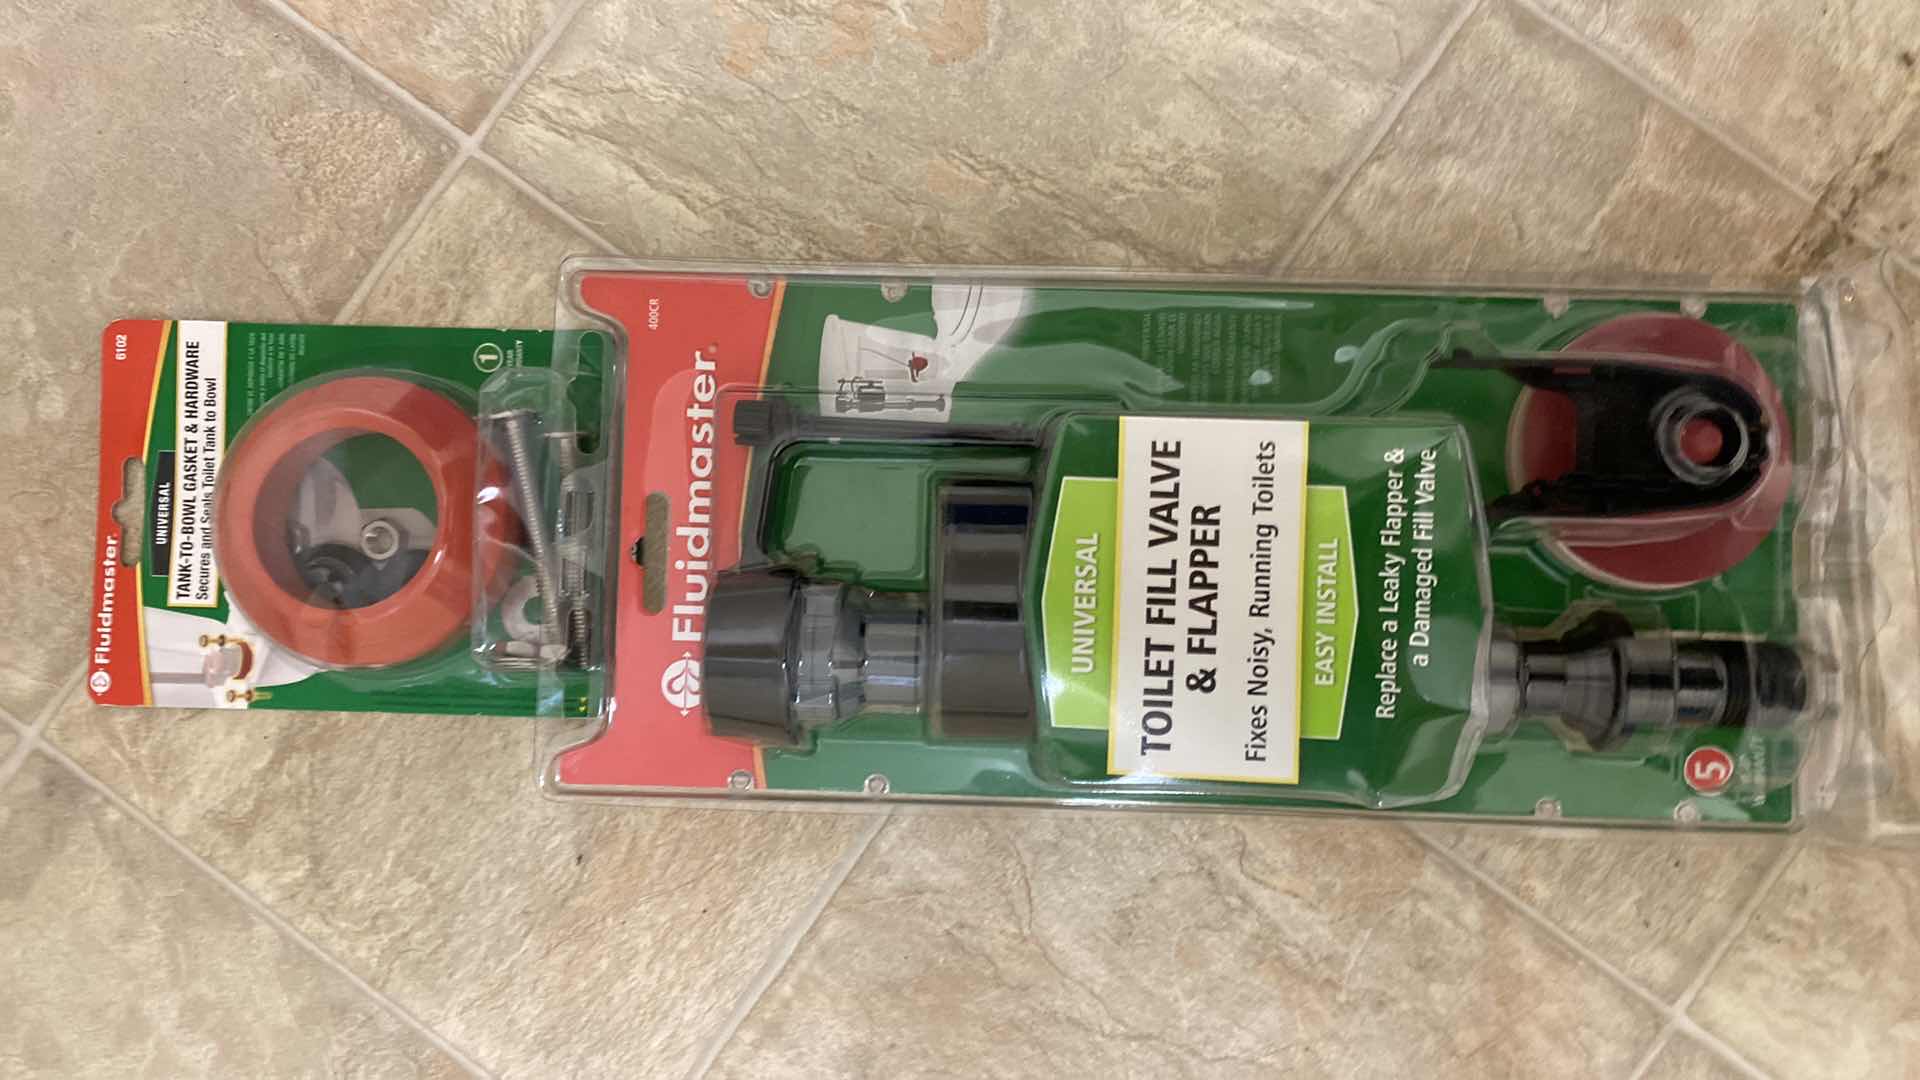 6102
Fluidmaster.
UNIVERSAL
TANK-TO-BOWL GASKET & HARDWARE
Secures and Seals Toilet Tank to Bowl
1
400CR
Fluidmaster.
UNIVERSAL
TOILET FILL VALVE
& FLAPPER
Fixes Noisy, Running Toilets
EASY INSTALL
Replace a Leaky Flapper &
a Damaged Fill Valve
5